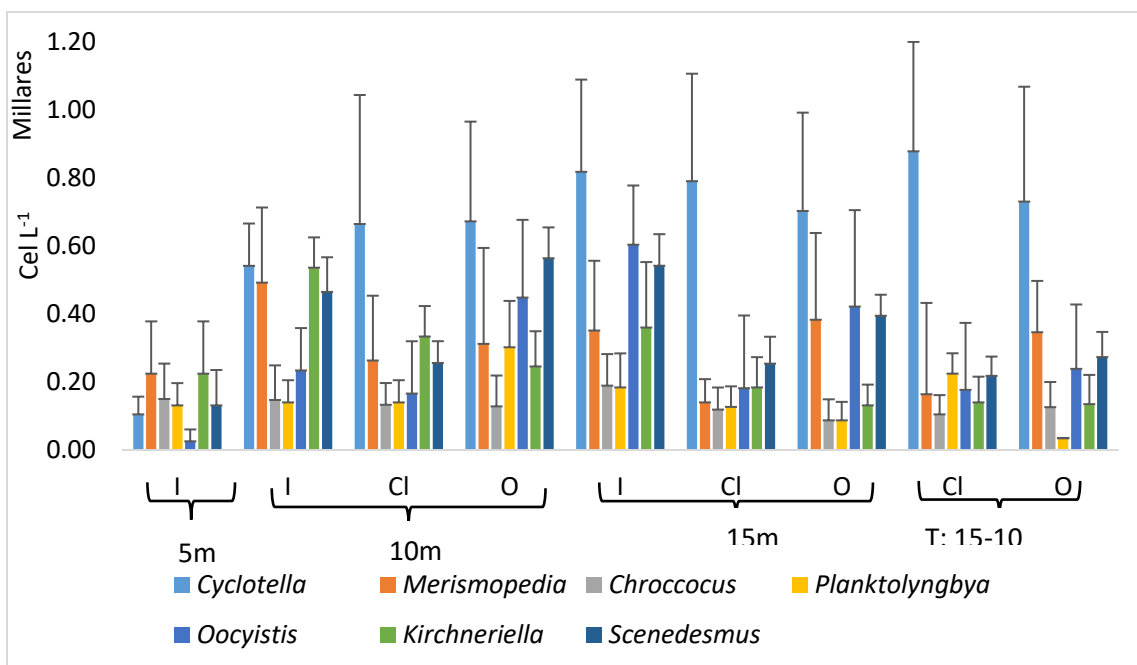 Millares
Cel L⁻¹
1.20
1.00
0.80
0.60
0.40
0.20
0.00
I I Cl O I Cl O Cl O
5m 10m 15m T: 15-10
Cyclotella Merismopedia Chroccocus Planktolyngbya
Oocyistis Kirchneriella Scenedesmus